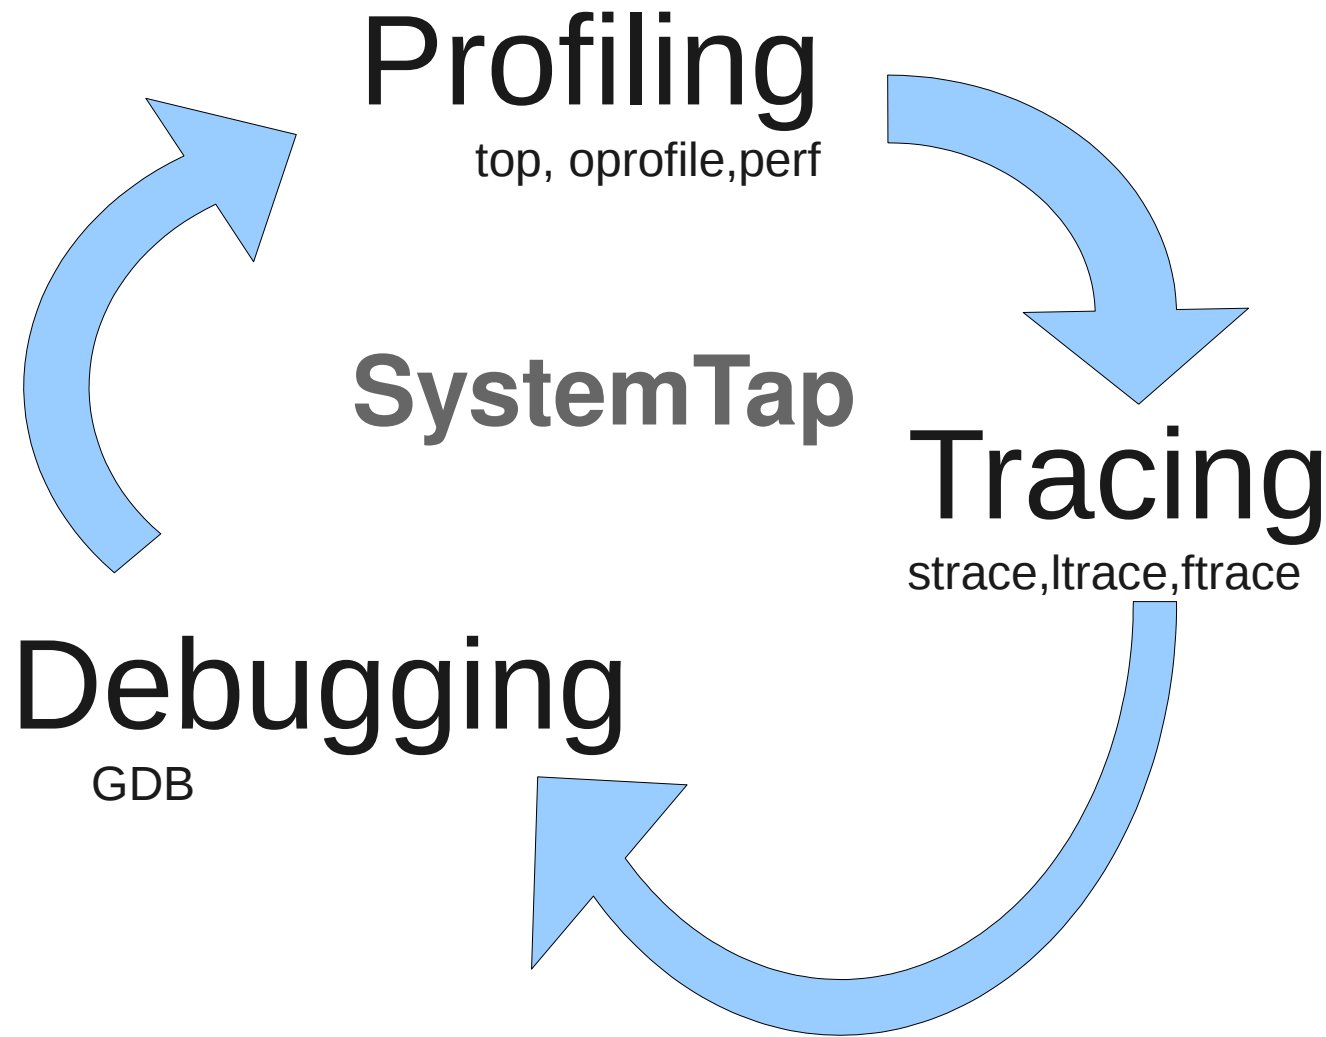 Profiling
top, oprofile,perf
SystemTap
Tracing
strace,ltrace,ftrace
Debugging
GDB